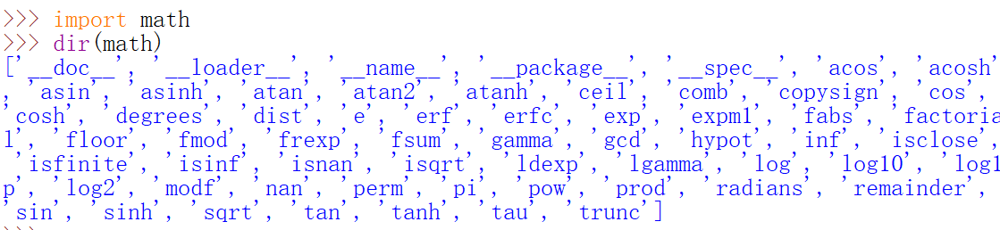 >>> import math
>>> dir(math)
['__doc__', '__loader__', '__name__', '__package__', '__spec__', 'acos', 'acosh'
, 'asin', 'asinh', 'atan', 'atan2', 'atanh', 'ceil', 'comb', 'copysign', 'cos',
'cosh', 'degrees', 'dist', 'e', 'erf', 'erfc', 'exp', 'expm1', 'fabs', 'factoria
l', 'floor', 'fmod', 'frexp', 'fsum', 'gamma', 'gcd', 'hypot', 'inf', 'isclose',
'isfinite', 'isinf', 'isnan', 'isqrt', 'ldexp', 'lgamma', 'log', 'log10', 'log1
p', 'log2', 'modf', 'nan', 'perm', 'pi', 'pow', 'prod', 'radians', 'remainder',
'sin', 'sinh', 'sqrt', 'tan', 'tanh', 'tau', 'trunc']